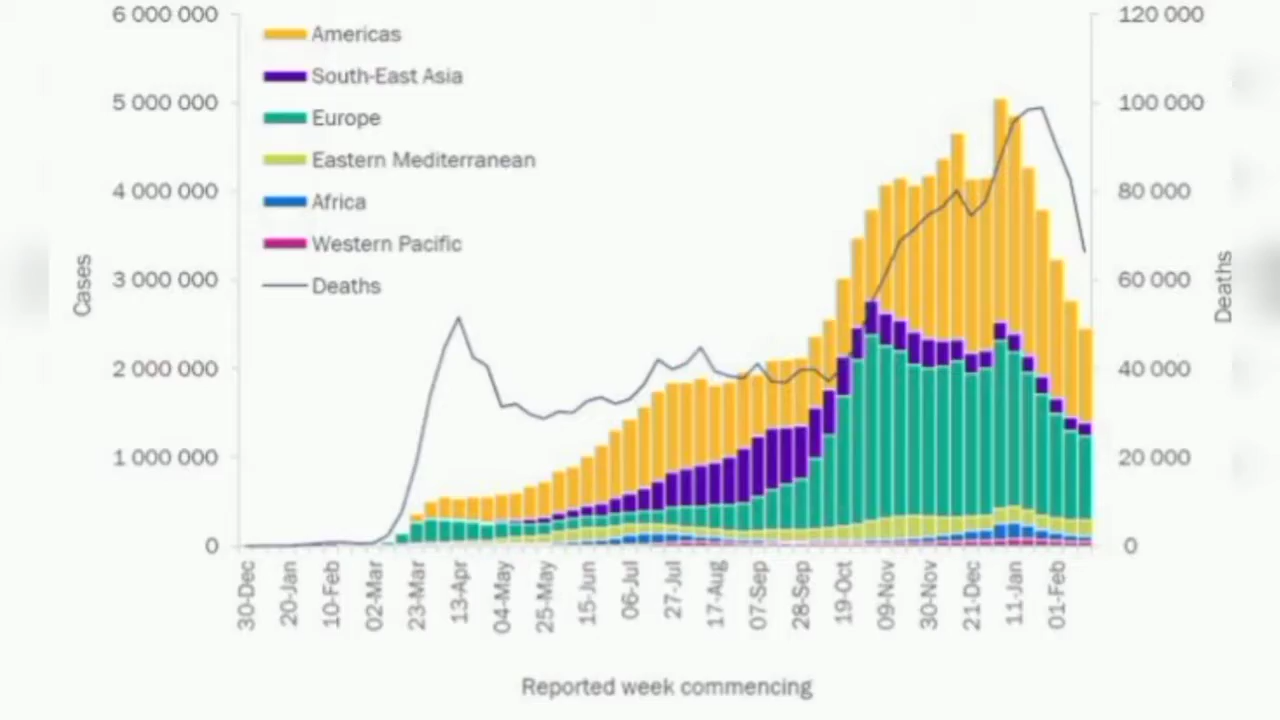 6 000 000
5 000 000
4 000 000
3 000 000
2 000 000
1 000 000
0
Cases
Americas
South-East Asia
Europe
Eastern Mediterranean
Africa
Western Pacific
Deaths
120 000
100 000
80 000
60 000
40 000
20 000
0
Deaths
30-Dec
20-Jan
10-Feb
02-Mar
23-Mar
13-Apr
04-May
25-May
15-Jun
06-Jul
27-Jul
17-Aug
07-Sep
28-Sep
19-Oct
09-Nov
30-Nov
21-Dec
11-Jan
01-Feb
Reported week commencing